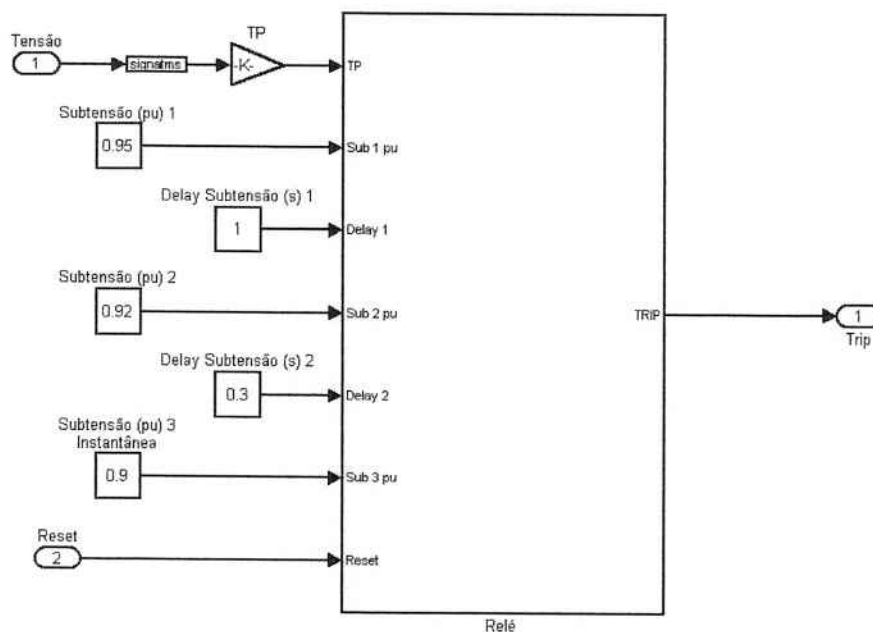 TP
Tensão
1
signalrms
-K-
TP
Subtensão (pu) 1
0.95
Sub 1 pu
Delay Subtensão (s) 1
1
Delay 1
Subtensão (pu) 2
0.92
Sub 2 pu
TRIP
1
Trip
Delay Subtensão (s) 2
0.3
Delay 2
Subtensão (pu) 3
Instantânea
0.9
Sub 3 pu
Reset
2
Reset
Relé